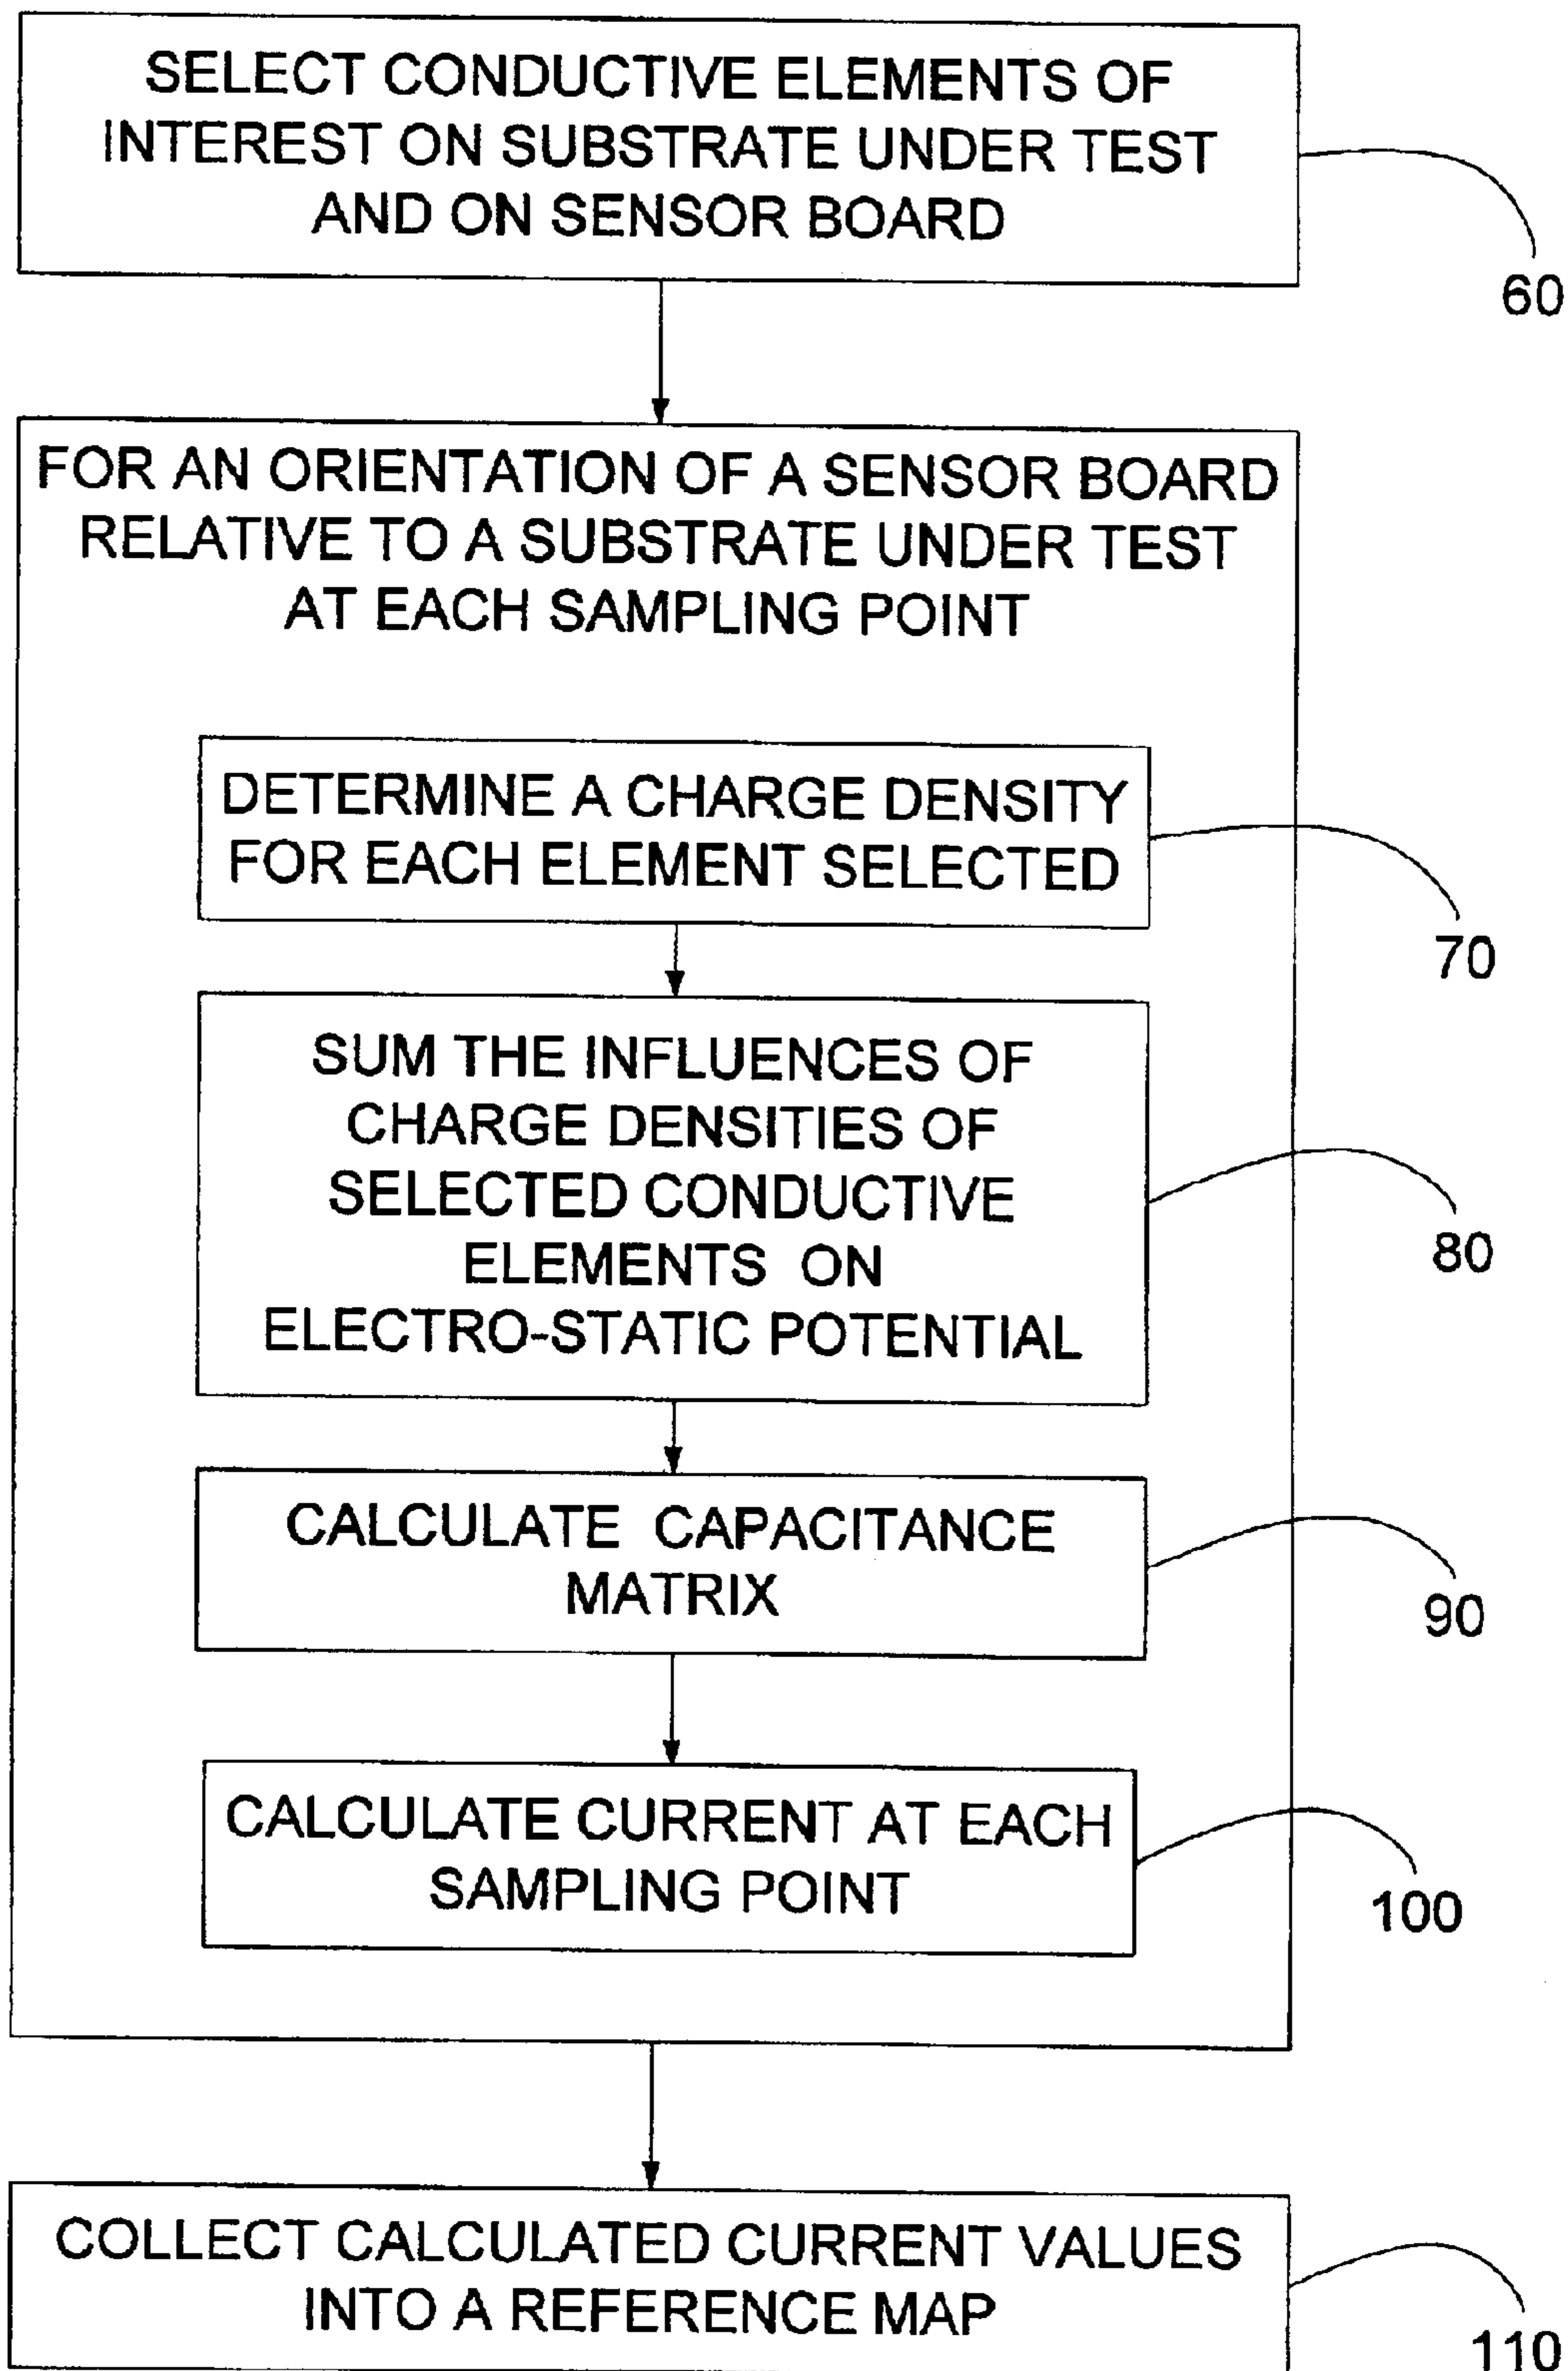 SELECT CONDUCTIVE ELEMENTS OF
INTEREST ON SUBSTRATE UNDER TEST
AND ON SENSOR BOARD
60
FOR AN ORIENTATION OF A SENSOR BOARD
RELATIVE TO A SUBSTRATE UNDER TEST
AT EACH SAMPLING POINT
DETERMINE A CHARGE DENSITY
FOR EACH ELEMENT SELECTED
70
SUM THE INFLUENCES OF
CHARGE DENSITIES OF
SELECTED CONDUCTIVE
ELEMENTS ON
ELECTRO-STATIC POTENTIAL
80
CALCULATE CAPACITANCE
MATRIX
90
CALCULATE CURRENT AT EACH
SAMPLING POINT
100
COLLECT CALCULATED CURRENT VALUES
INTO A REFERENCE MAP
110